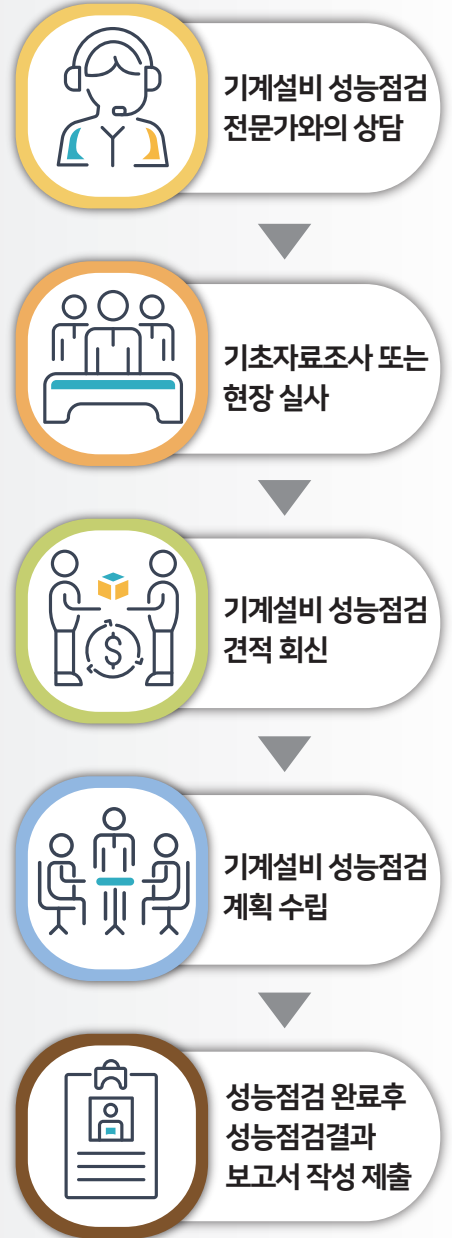 기계설비 성능점검
전문가와의 상담
기초자료조사 또는
현장 실사
기계설비 성능점검
견적 회신
$
기계설비 성능점검
계획 수립
성능점검 완료후
성능점검결과
보고서 작성 제출